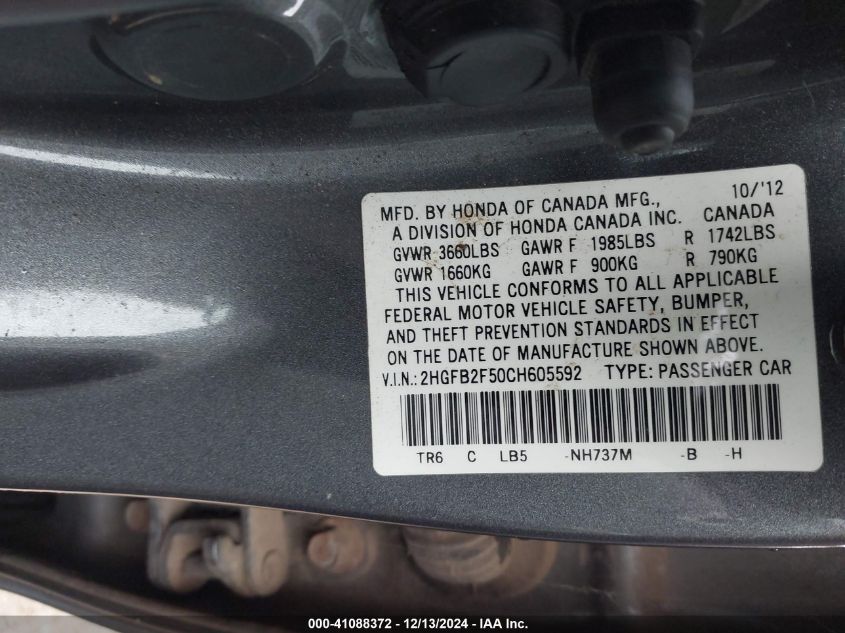 MFD. BY HONDA OF CANADA MFG., 10/'12
A DIVISION OF HONDA CANADA INC. CANADA
GVWR 3660LBS GAWR F 1985LBS R 1742LBS
GVWR 1660KG GAWR F 900KG R 790KG
THIS VEHICLE CONFORMS TO ALL APPLICABLE
FEDERAL MOTOR VEHICLE SAFETY, BUMPER,
AND THEFT PREVENTION STANDARDS IN EFFECT
ON THE DATE OF MANUFACTURE SHOWN ABOVE.
V.I.N.: 2HGFB2F50CH605592 TYPE: PASSENGER CAR
TR6 C LB5 -NH737M -B -H
000-41088372 - 12/13/2024 - IAA Inc.